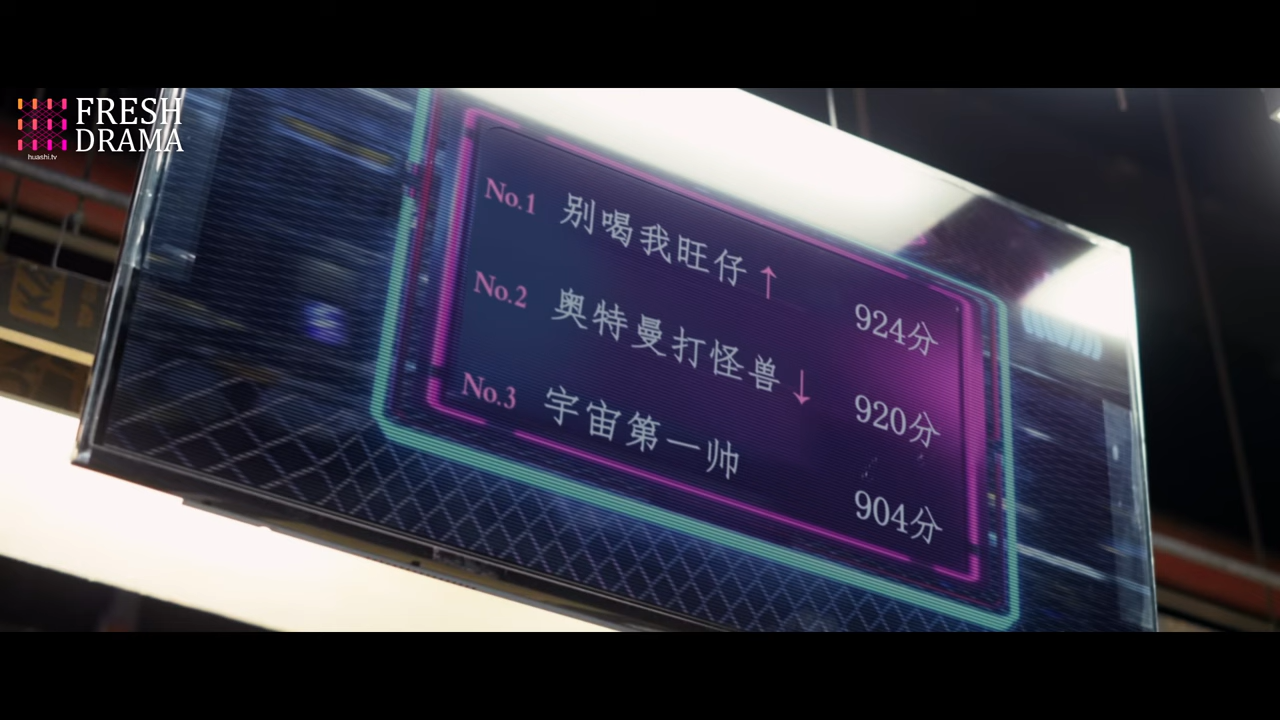 FRESH
DRAMA
huashi.tv
No.1 别喝我旺仔↑ 924分
No.2 奥特曼打怪兽↓ 920分
No.3 宇宙第一帅 904分